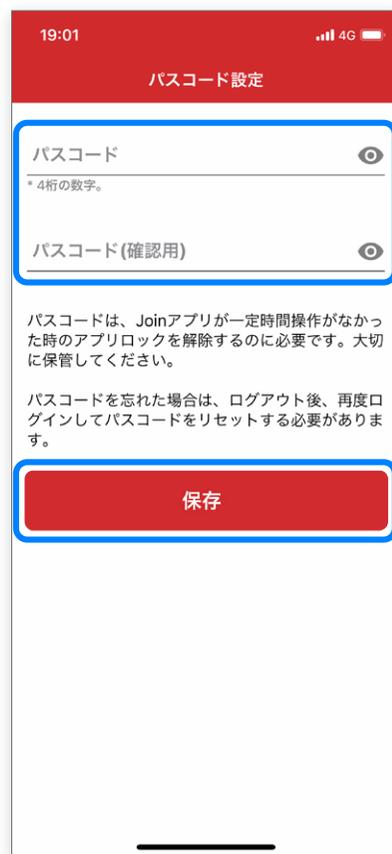 19:01 4G
パスコード設定
パスコード
* 4桁の数字。
パスコード(確認用)
パスコードは、Joinアプリが一定時間操作がなかっ
た時のアプリロックを解除するのに必要です。大切
に保管してください。
パスコードを忘れた場合は、ログアウト後、再度ロ
グインしてパスコードをリセットする必要がありま
す。
保存